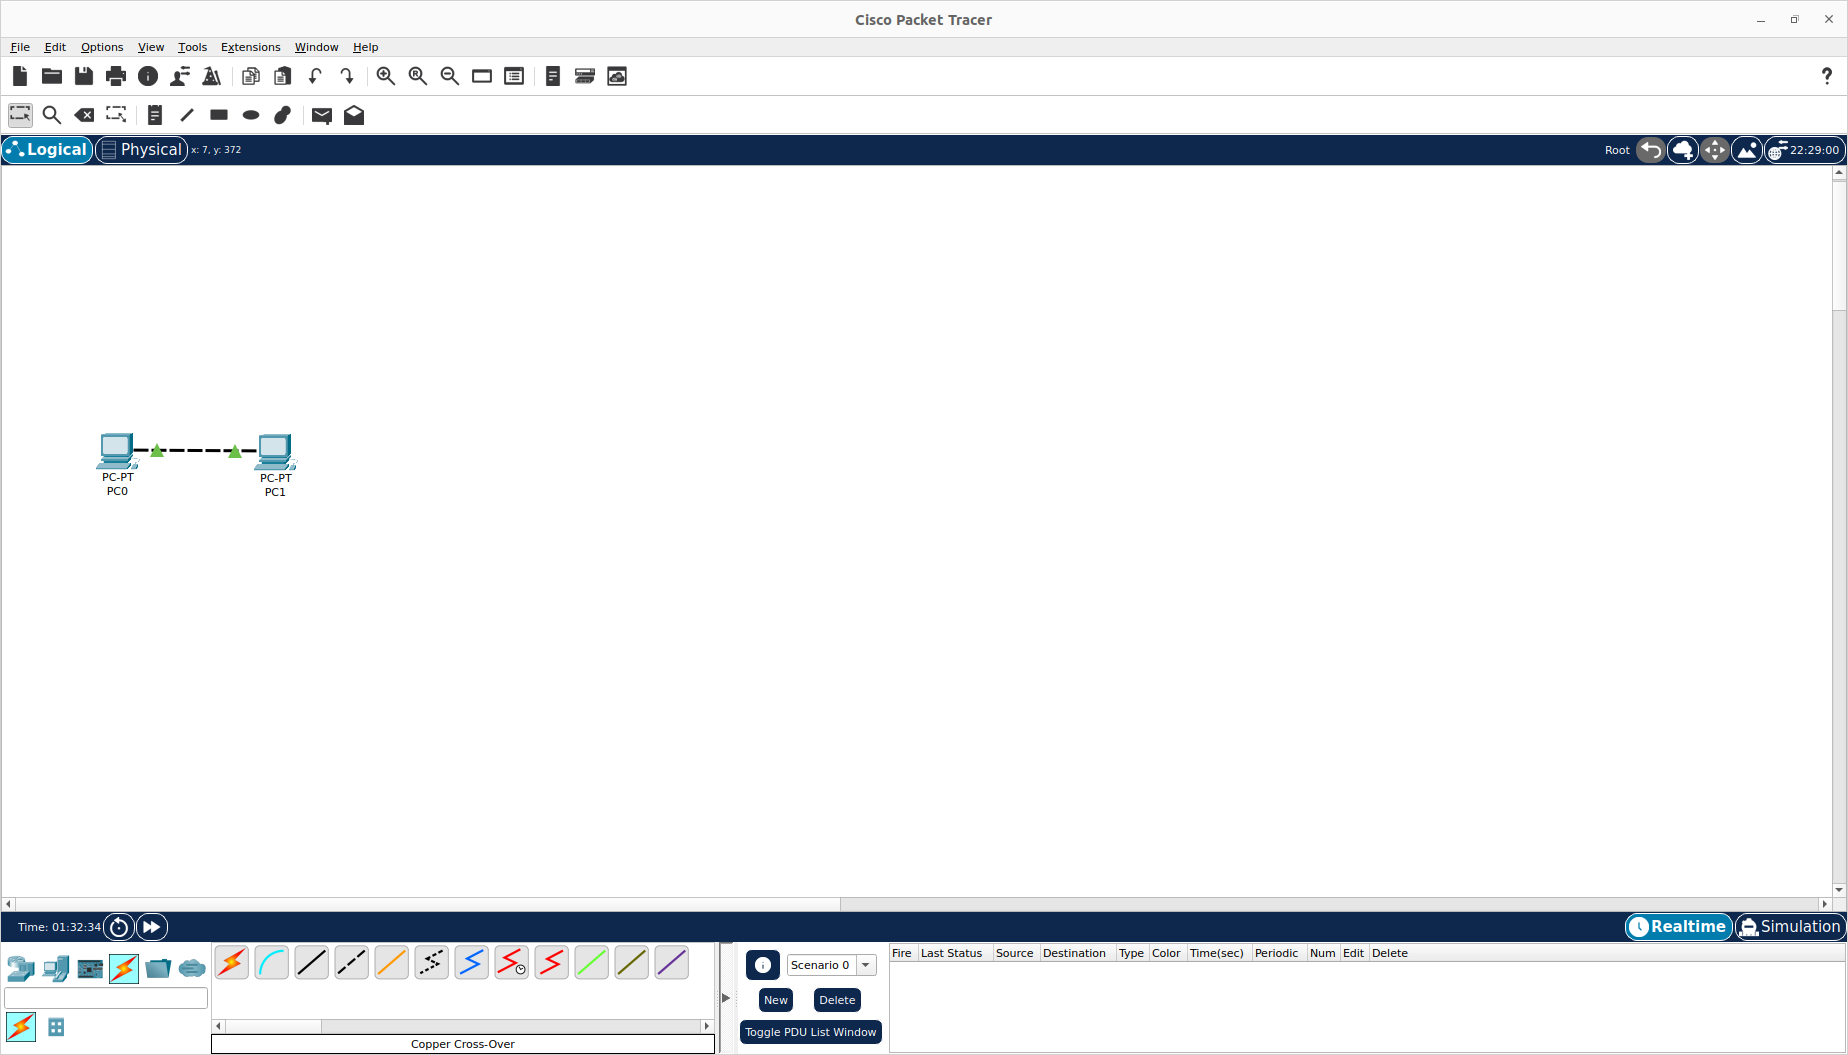 Cisco Packet Tracer
File Edit Options View Tools Extensions Window Help
Logical Physical x: 7, y: 372 Root 22:29:00
PC-PT PC-PT
PC0 PC1
Time: 01:32:34 Realtime Simulation
Fire Last Status Source Destination Type Color Time(sec) Periodic Num Edit Delete
Scenario 0
New Delete
Toggle PDU List Window
Copper Cross-Over